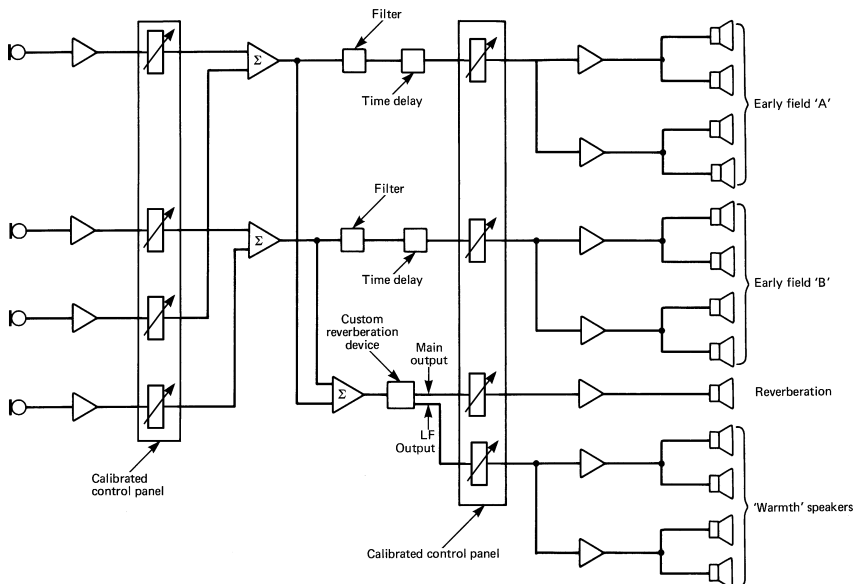 Filter
Σ
Time delay
Early field 'A'
Filter
Σ
Time delay
Early field 'B'
Custom
reverberation
device
Main
output
Σ
Reverberation
LF
Output
Calibrated
control panel
'Warmth' speakers
Calibrated control panel